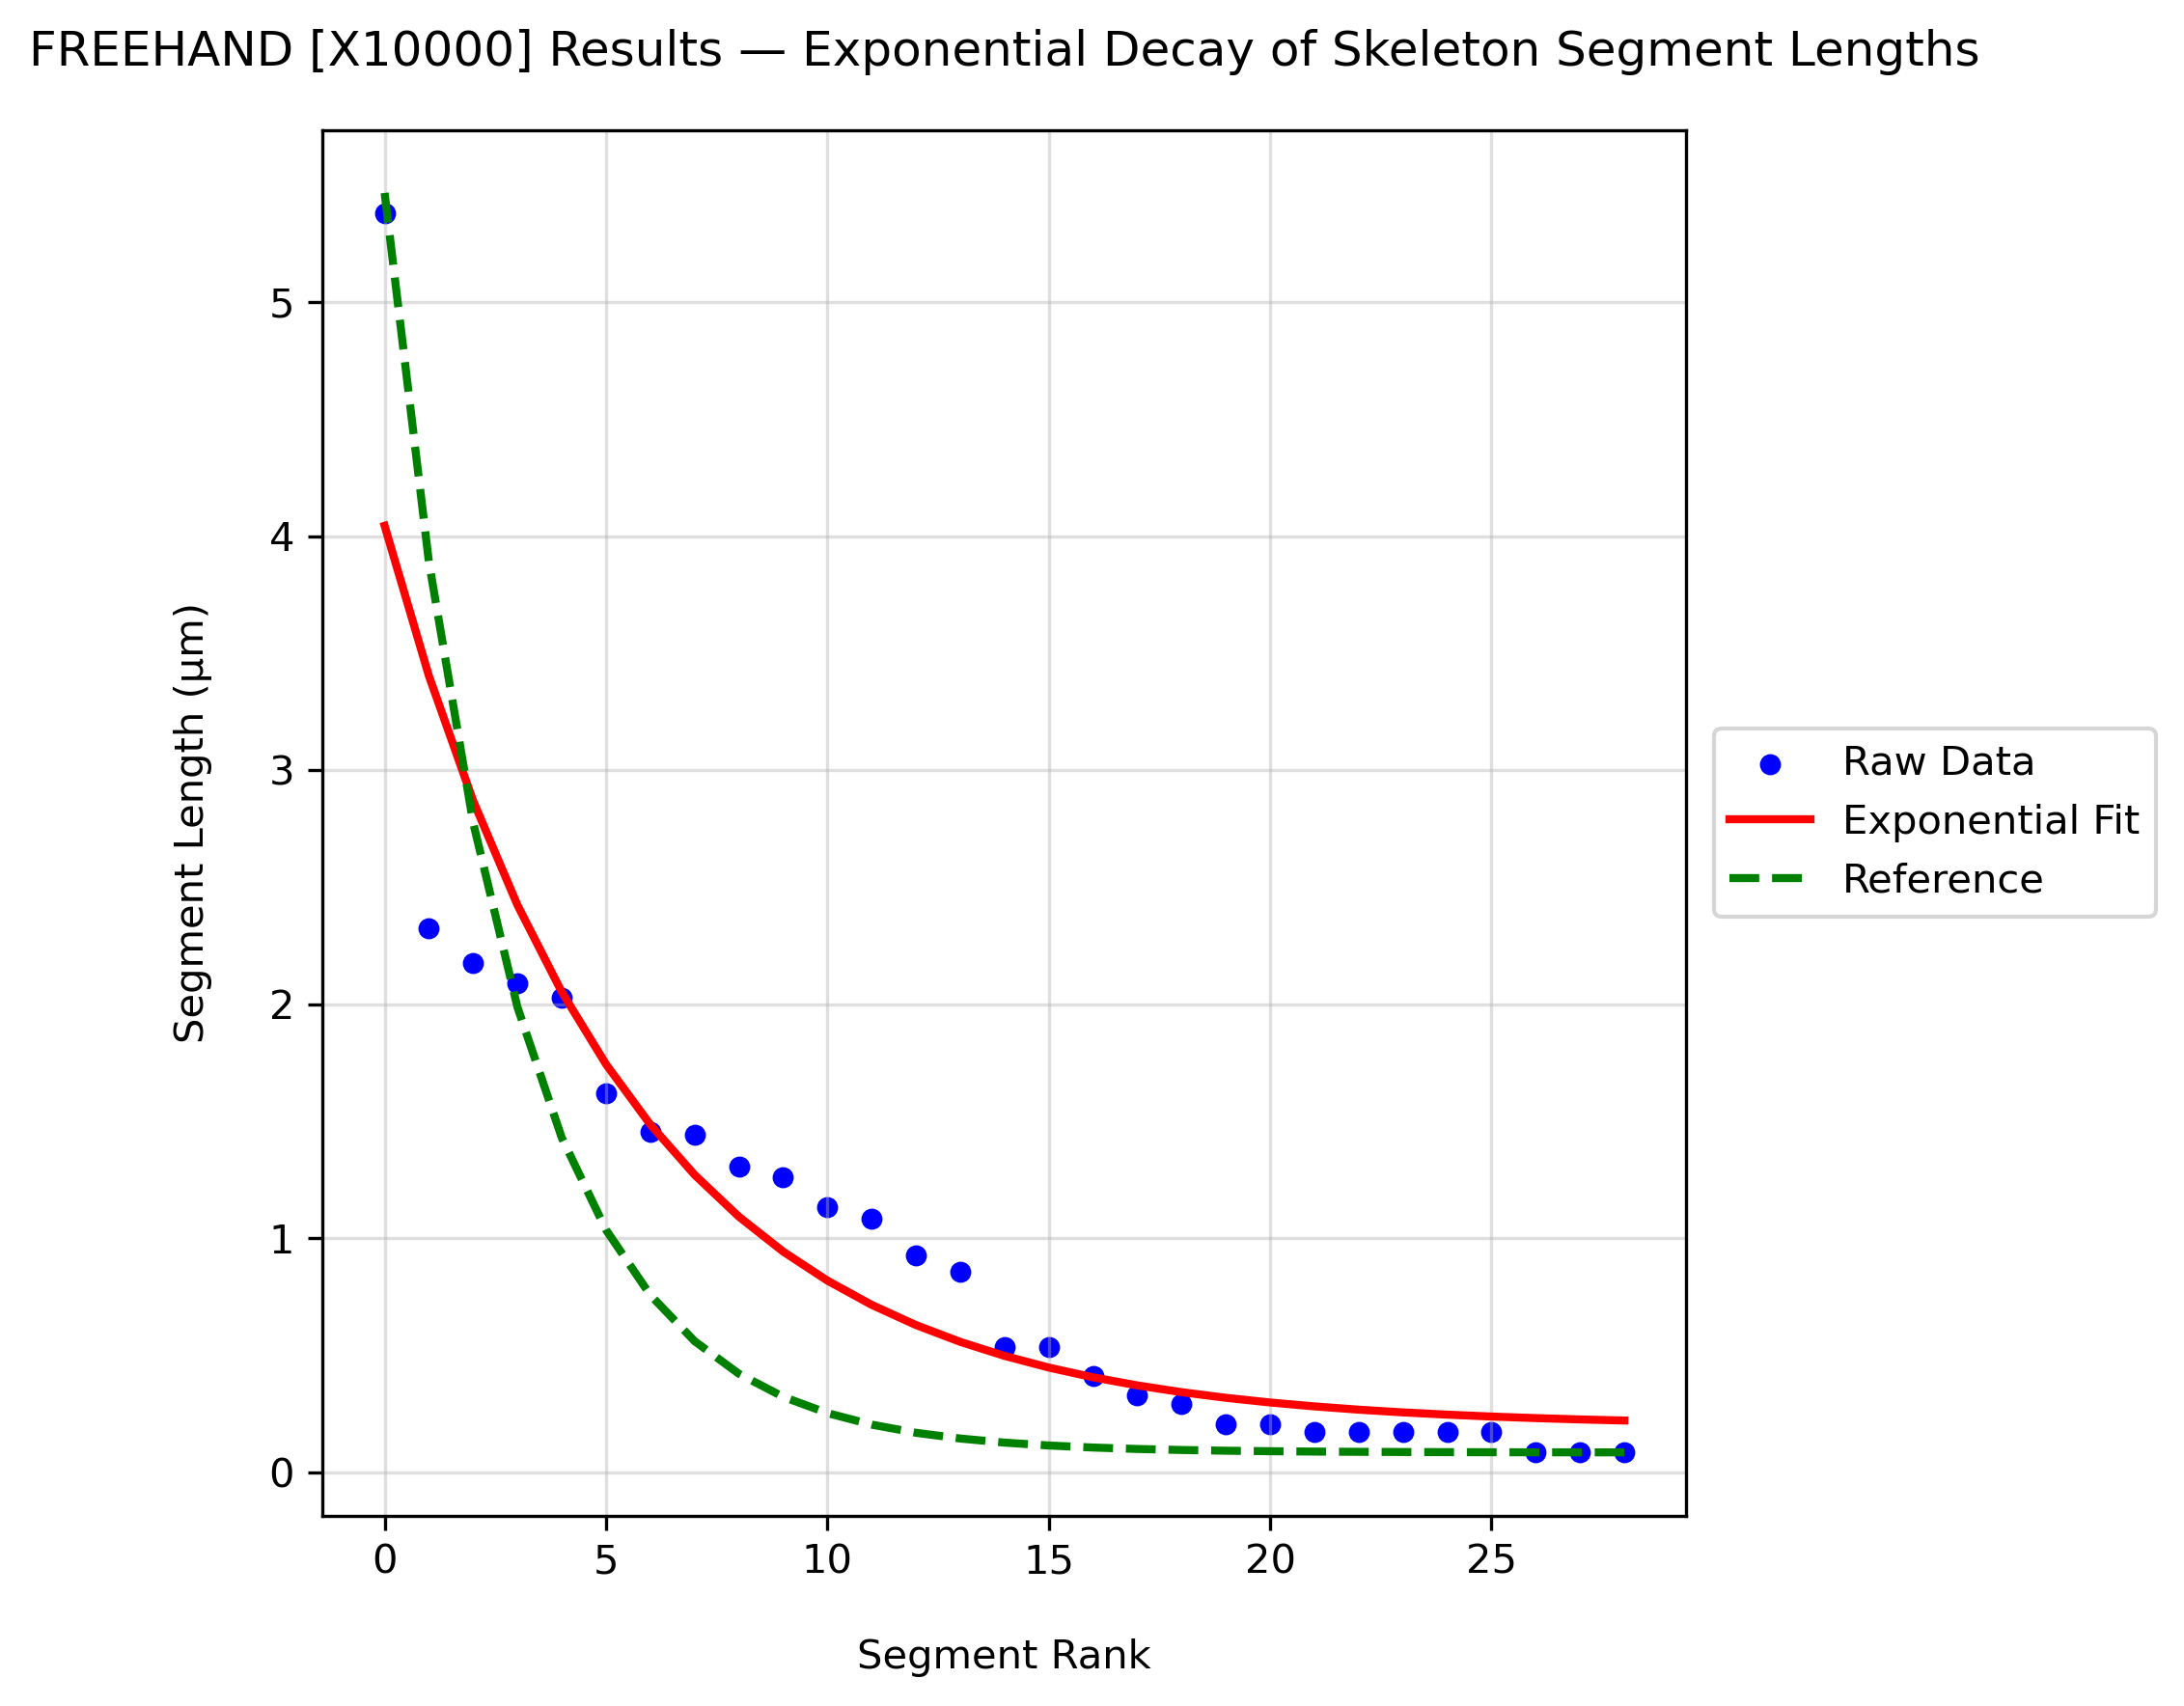 FREEHAND [X10000] Results — Exponential Decay of Skeleton Segment Lengths
Segment Length (µm)
5
4
3
2
1
0
0 5 10 15 20 25
Segment Rank
Raw Data
Exponential Fit
Reference